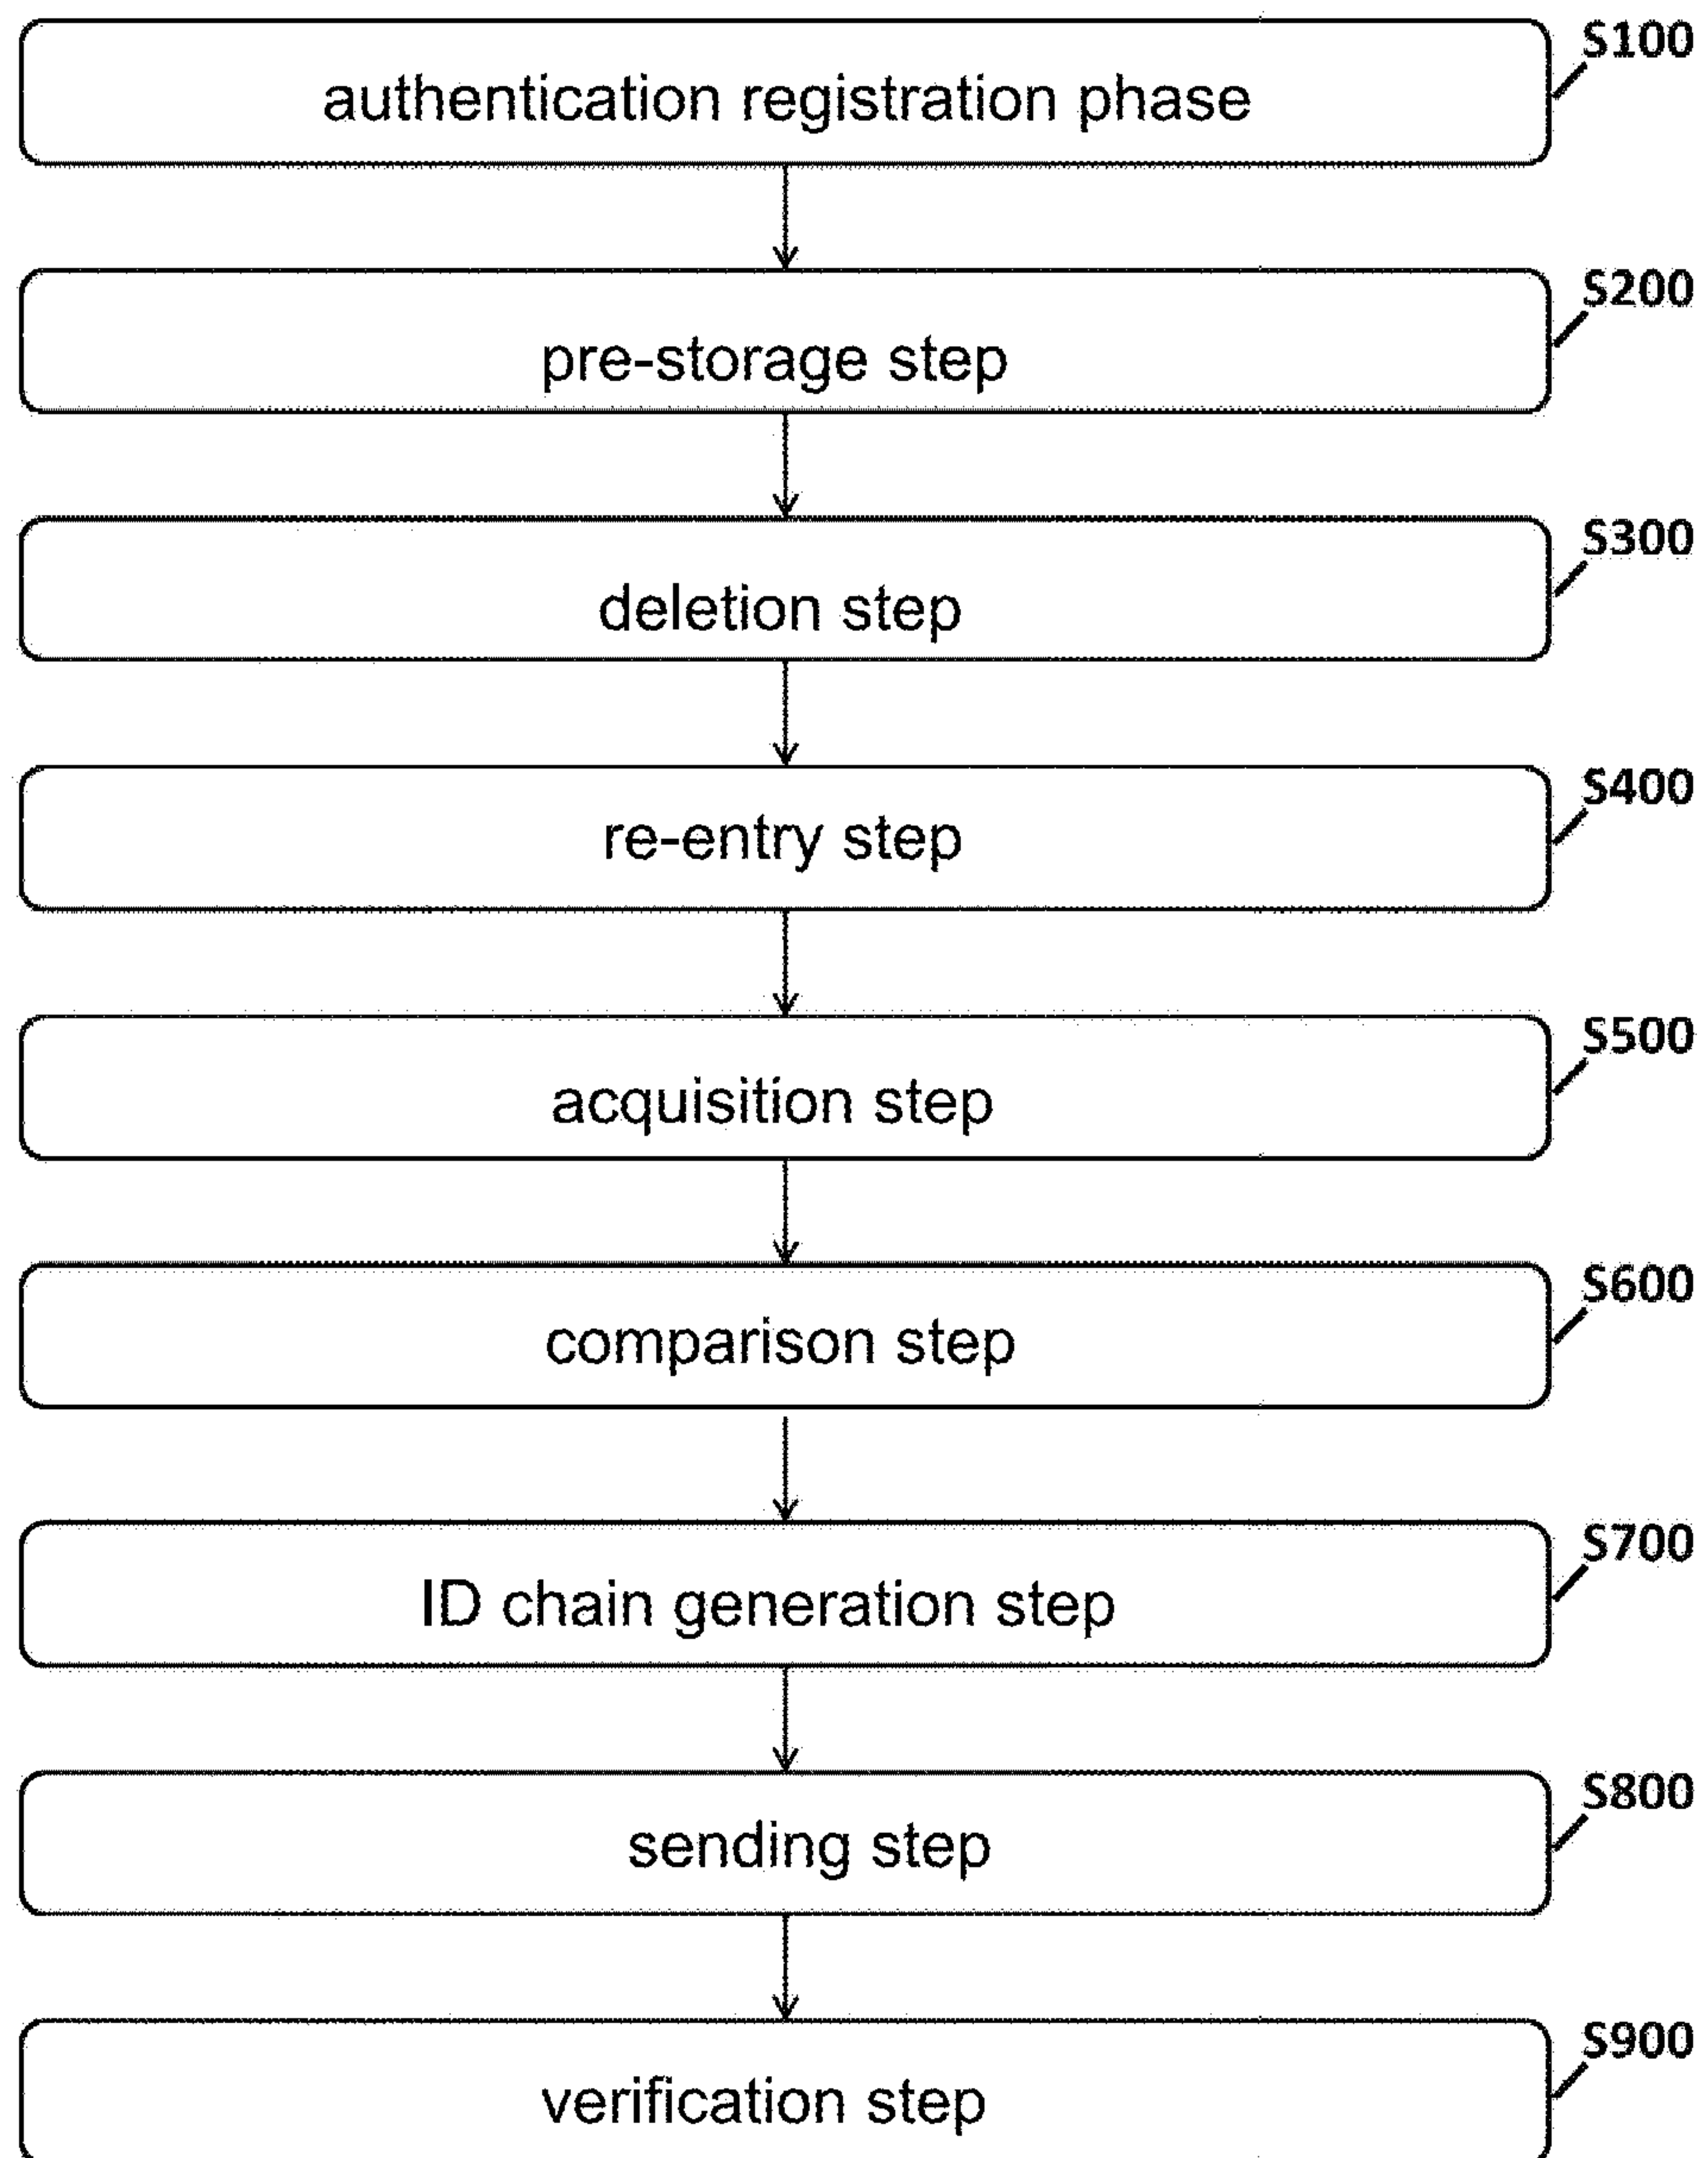 S100
authentication registration phase
S200
pre-storage step
S300
deletion step
S400
re-entry step
S500
acquisition step
S600
comparison step
S700
ID chain generation step
S800
sending step
S900
verification step